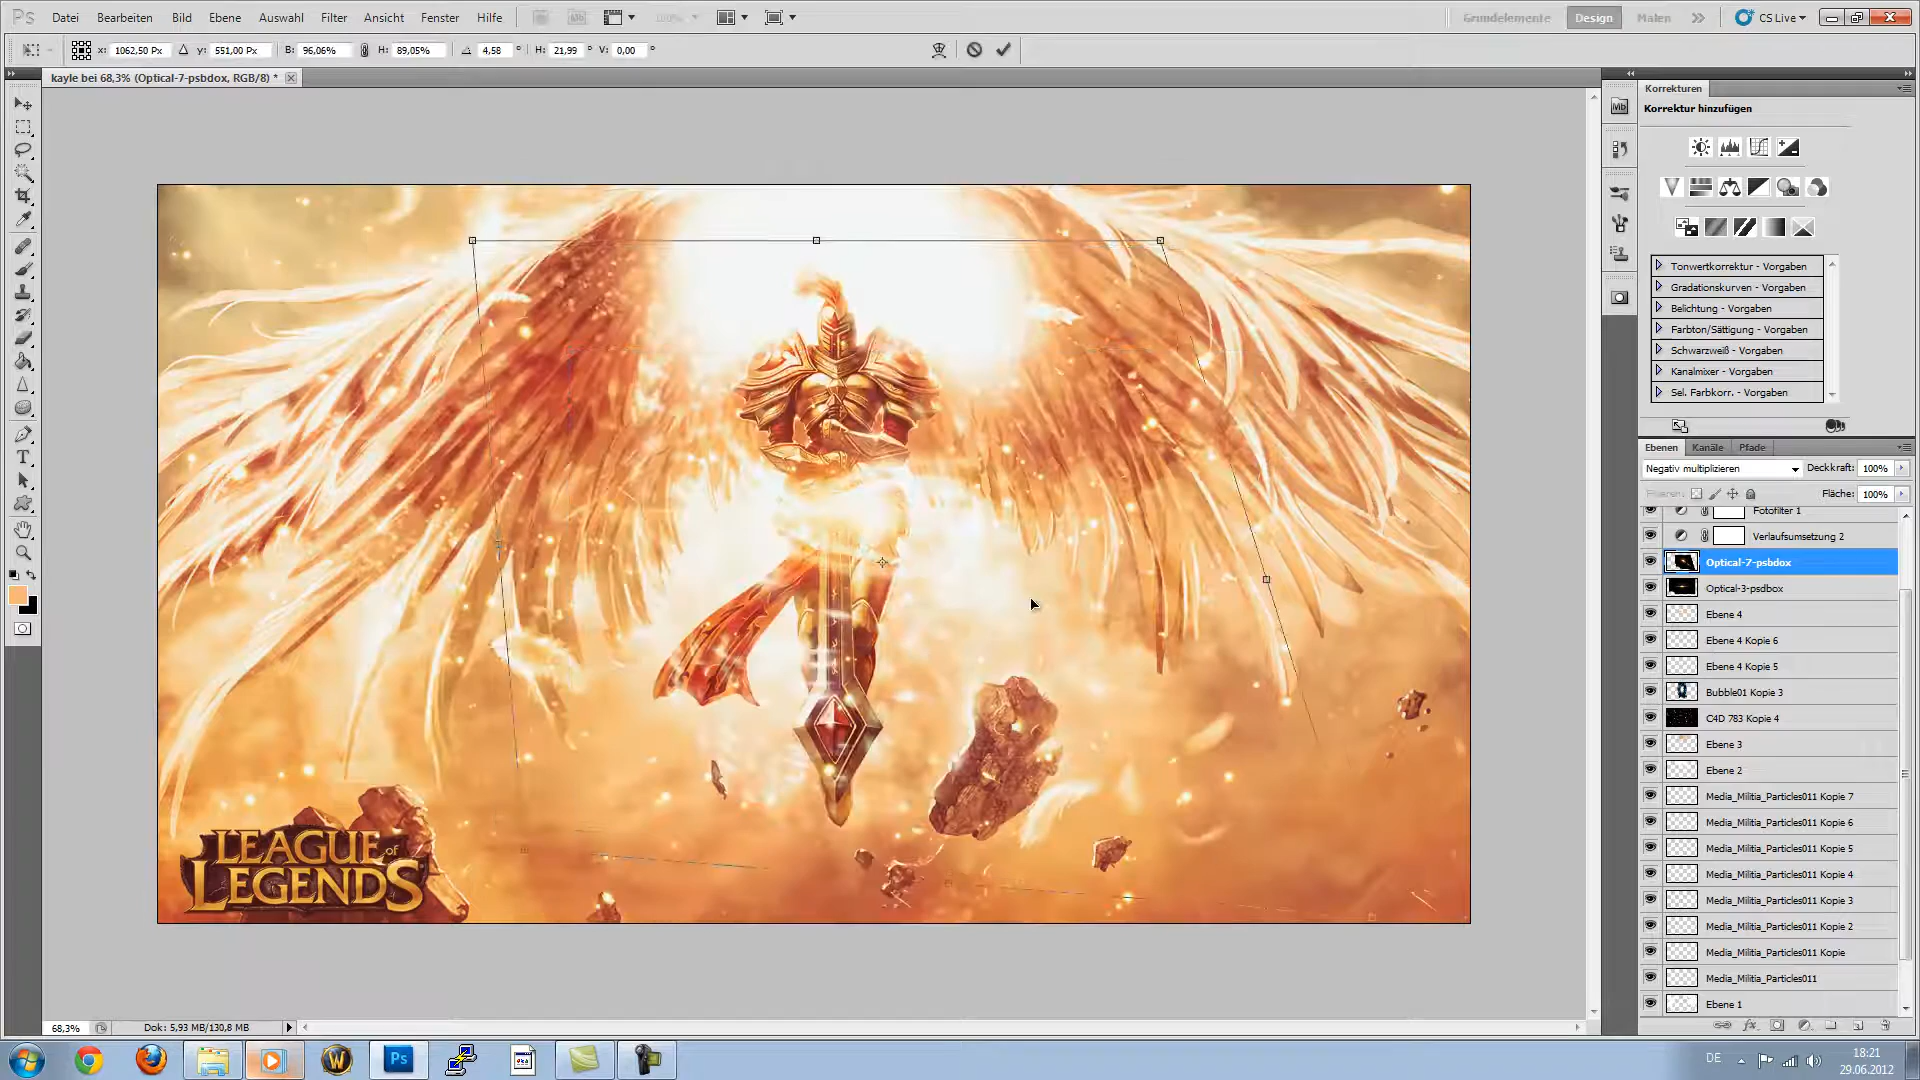 Ps Datei Bearbeiten Bild Ebene Auswahl Filter Ansicht Fenster Hilfe Mb 100% Grundelemente Design Malen CS Live
x: 1062,50 Px y: 551,00 Px B: 96,06% H: 89,05% 4,58 ° H: 21,99 ° V: 0,00 °
kayle bei 68,3% (Optical-7-psbdox, RGB/8) *
Korrekturen
Korrektur hinzufügen
Tonwertkorrektur - Vorgaben
Gradationskurven - Vorgaben
Belichtung - Vorgaben
Farbton/Sättigung - Vorgaben
Schwarzweiß - Vorgaben
Kanalmixer - Vorgaben
Sel. Farbkorr. - Vorgaben
Ebenen Kanäle Pfade
Negativ multiplizieren Deckkraft: 100%
Fixieren: Fläche: 100%
Fotofilter 1
Verlaufsumsetzung 2
Optical-7-psbdox
Optical-3-psdbox
Ebene 4
Ebene 4 Kopie 6
Ebene 4 Kopie 5
Bubble01 Kopie 3
C4D 783 Kopie 4
Ebene 3
Ebene 2
Media_Militia_Particles011 Kopie 7
Media_Militia_Particles011 Kopie 6
Media_Militia_Particles011 Kopie 5
Media_Militia_Particles011 Kopie 4
Media_Militia_Particles011 Kopie 3
Media_Militia_Particles011 Kopie 2
Media_Militia_Particles011 Kopie
Media_Militia_Particles011
Ebene 1
LEAGUE of
LEGENDS
68,3% Dok: 5,93 MB/130,8 MB
Ps DE 18:21
29.06.2012